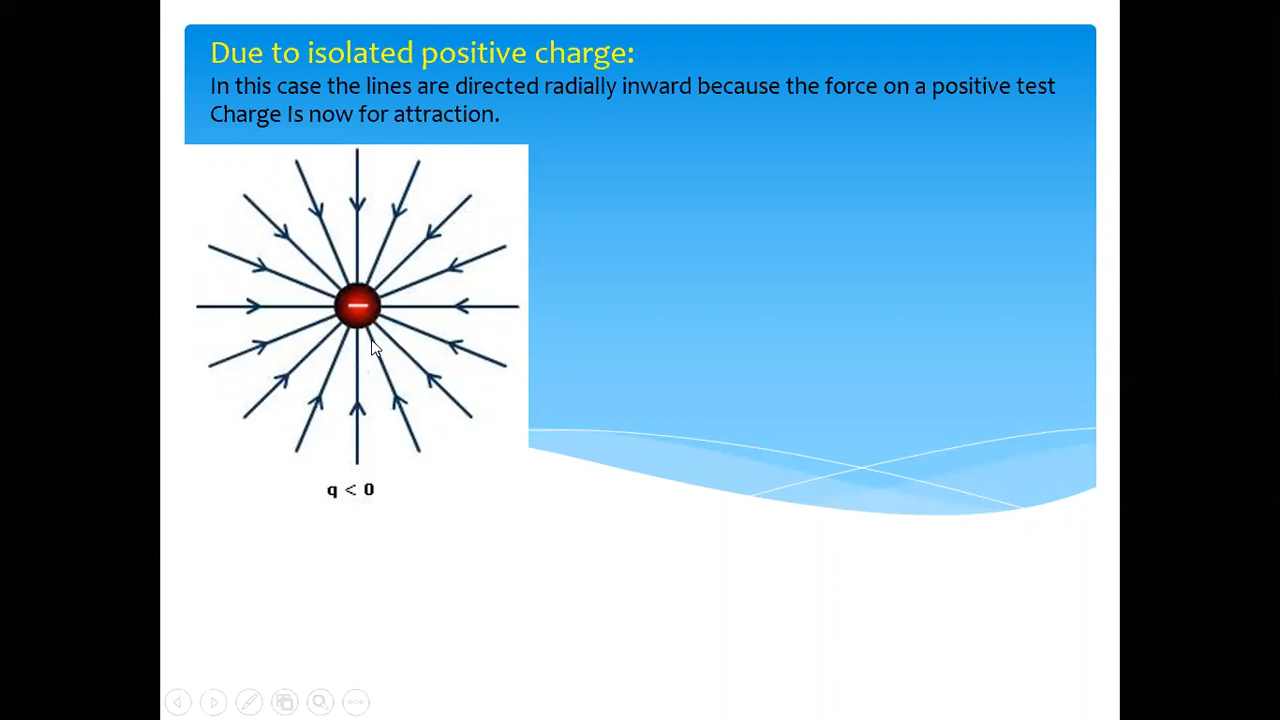 Due to isolated positive charge:
In this case the lines are directed radially inward because the force on a positive test
Charge Is now for attraction.
−
q < 0